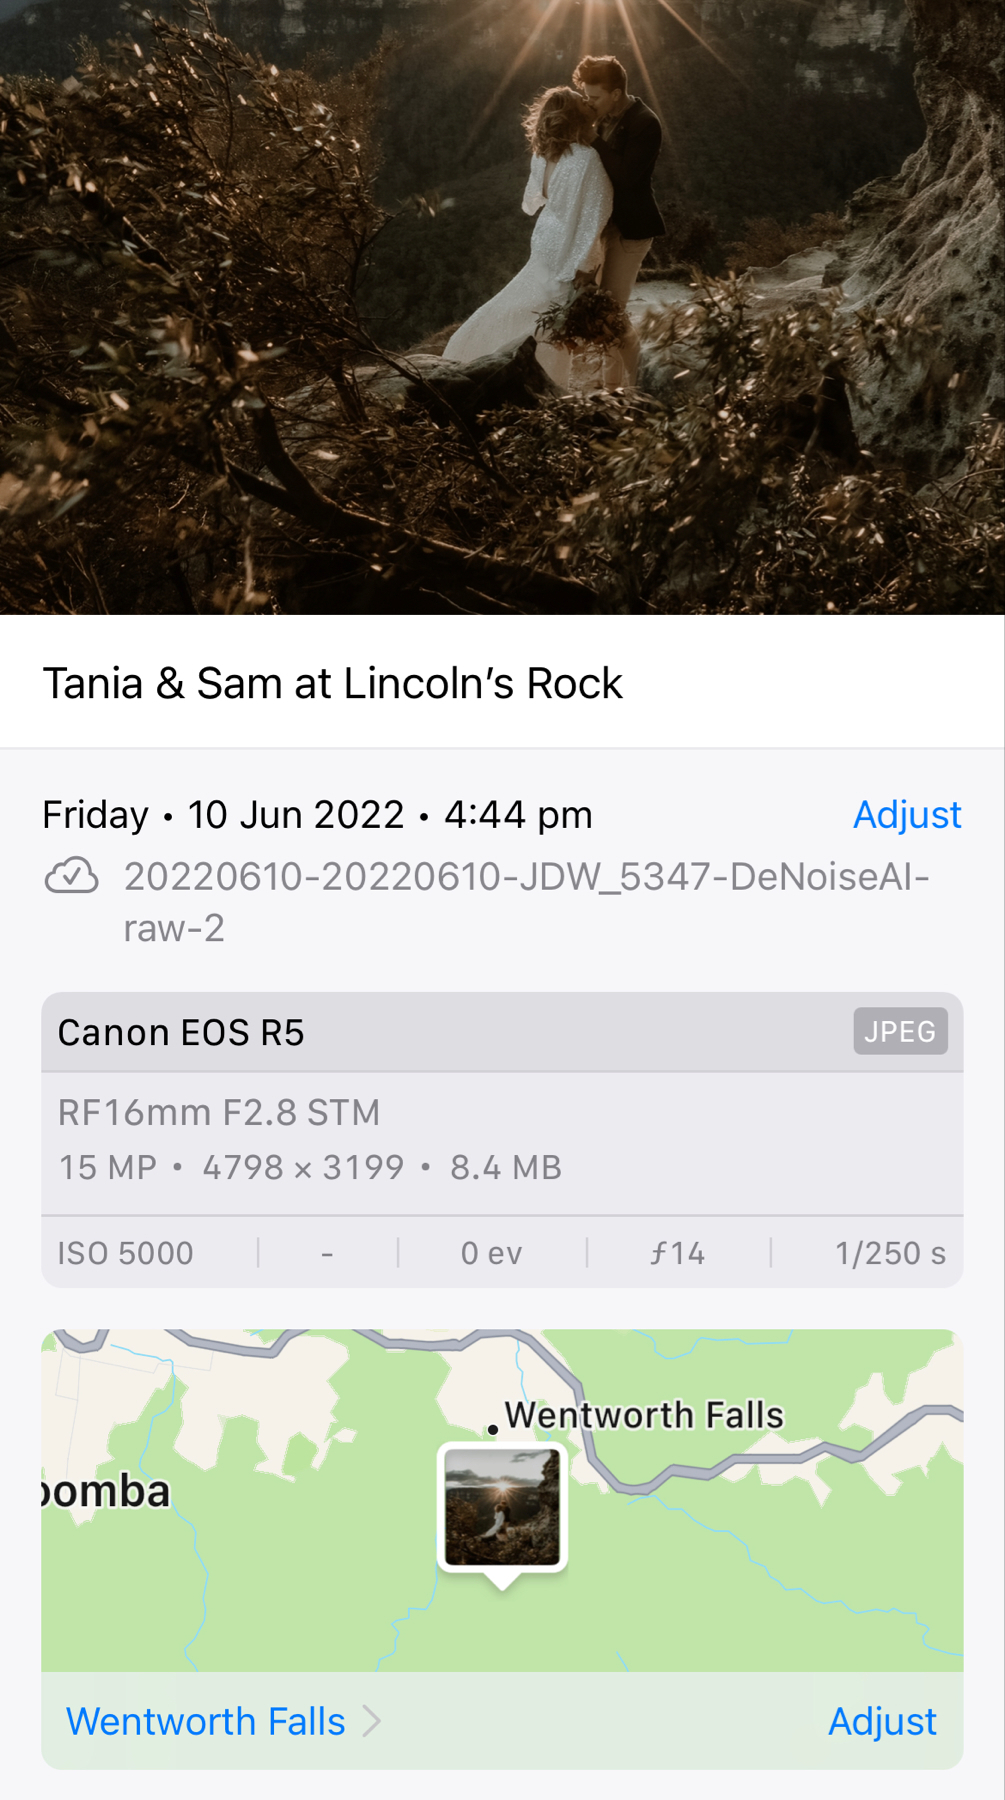 Tania & Sam at Lincoln’s Rock
Friday • 10 Jun 2022 • 4:44 pm
Adjust
20220610-20220610-JDW_5347-DeNoiseAI-
raw-2
Canon EOS R5
JPEG
RF16mm F2.8 STM
15 MP • 4798 × 3199 • 8.4 MB
ISO 5000 | - | 0 ev | ƒ14 | 1/250 s
Wentworth Falls
oomba
Wentworth Falls
Adjust